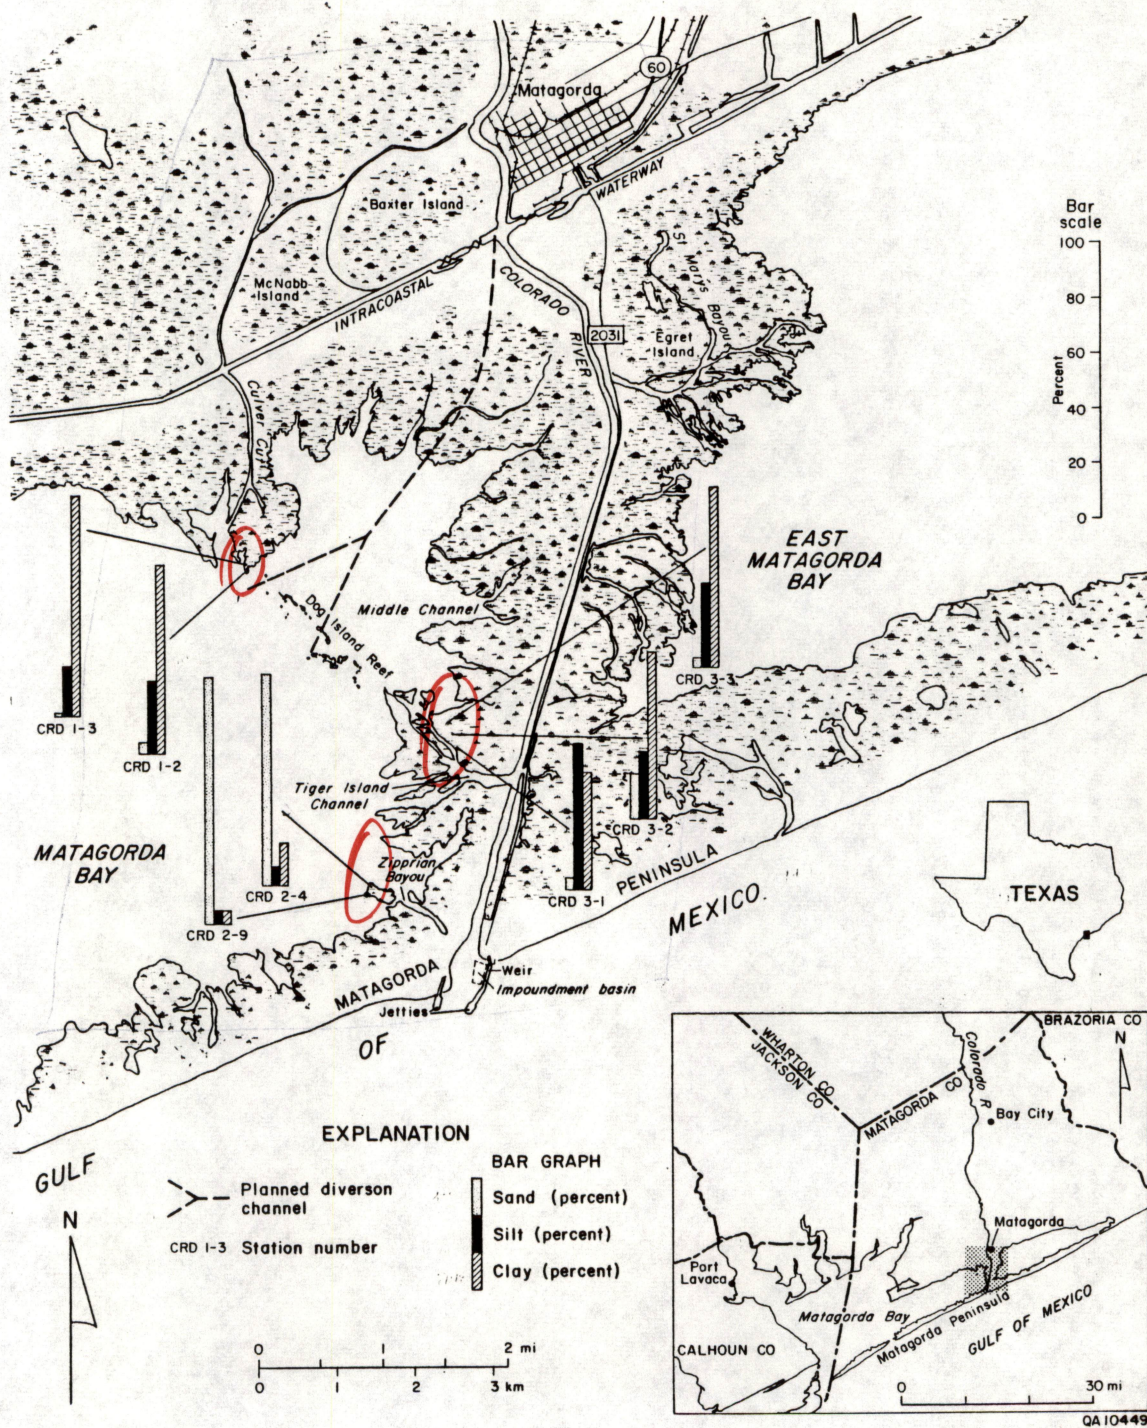 60
Matagorda
WATERWAY
Baxter Island
McNabb
Island
INTRACOASTAL
COLORADO
RIVER
2031
St
Marys
Bayou
Egret
Island
Culver Cut
Bar
scale
100
80
60
40
20
0
Percent
EAST
MATAGORDA
BAY
Middle Channel
Dog Island Reef
CRD 1-3
CRD 1-2
CRD 3-3
CRD 3-2
CRD 3-1
Tiger Island
Channel
CRD 2-4
CRD 2-9
Zipprian
Bayou
MATAGORDA
BAY
MATAGORDA
PENINSULA
Weir
Impoundment basin
Jetties
GULF
OF
MEXICO.
TEXAS
EXPLANATION
Planned diverson
channel
CRD 1-3 Station number
BAR GRAPH
Sand (percent)
Silt (percent)
Clay (percent)
N
0 1 2 mi
0 1 2 3 km
WHARTON CO
JACKSON CO
MATAGORDA CO
BRAZORIA CO
N
Colorado R
Bay City
Matagorda
Port
Lavaca
Matagorda Bay
Matagorda Peninsula
GULF OF MEXICO
CALHOUN CO
0 30 mi
QA10449